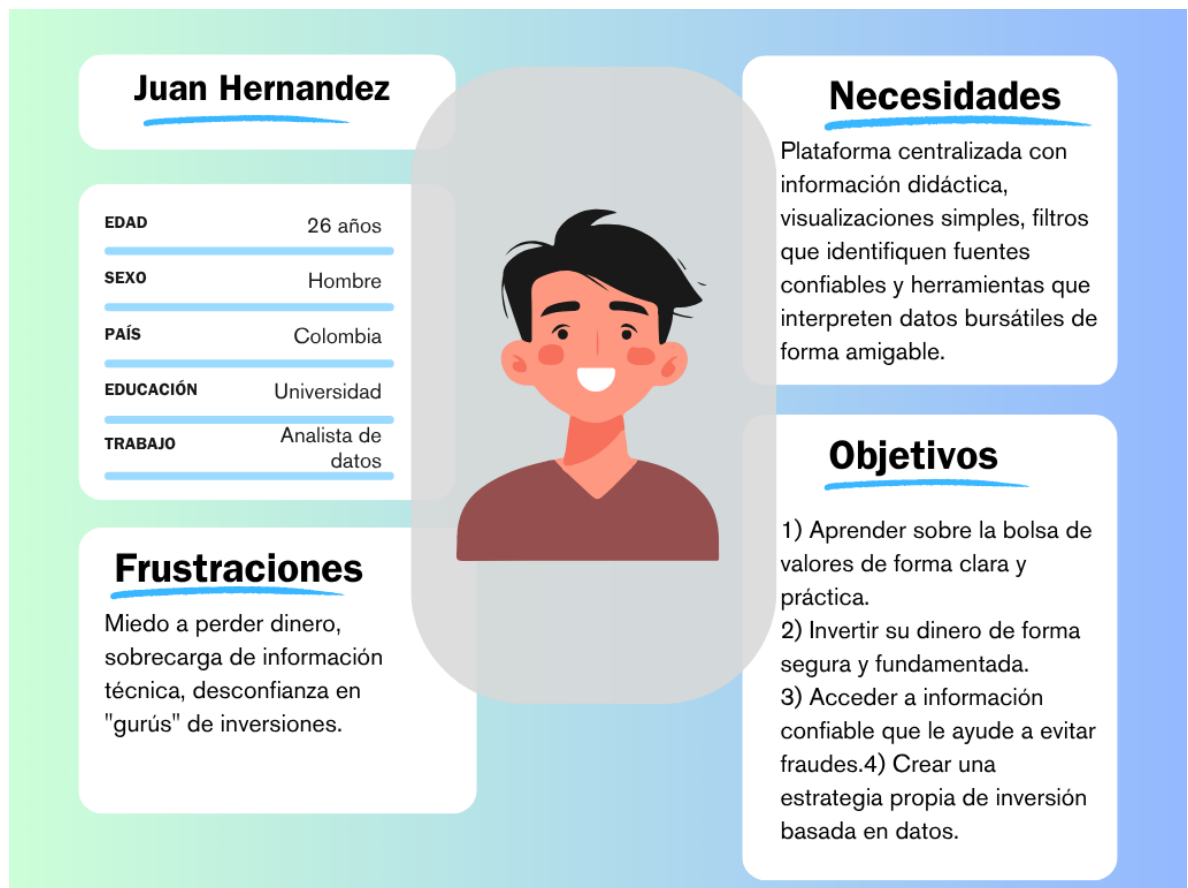 Juan Hernandez
EDAD 26 años
SEXO Hombre
PAÍS Colombia
EDUCACIÓN Universidad
TRABAJO Analista de
datos
Frustraciones
Miedo a perder dinero,
sobrecarga de información
técnica, desconfianza en
"gurús" de inversiones.
Necesidades
Plataforma centralizada con
información didáctica,
visualizaciones simples, filtros
que identifiquen fuentes
confiables y herramientas que
interpreten datos bursátiles de
forma amigable.
Objetivos
1) Aprender sobre la bolsa de
valores de forma clara y
práctica.
2) Invertir su dinero de forma
segura y fundamentada.
3) Acceder a información
confiable que le ayude a evitar
fraudes.4) Crear una
estrategia propia de inversión
basada en datos.